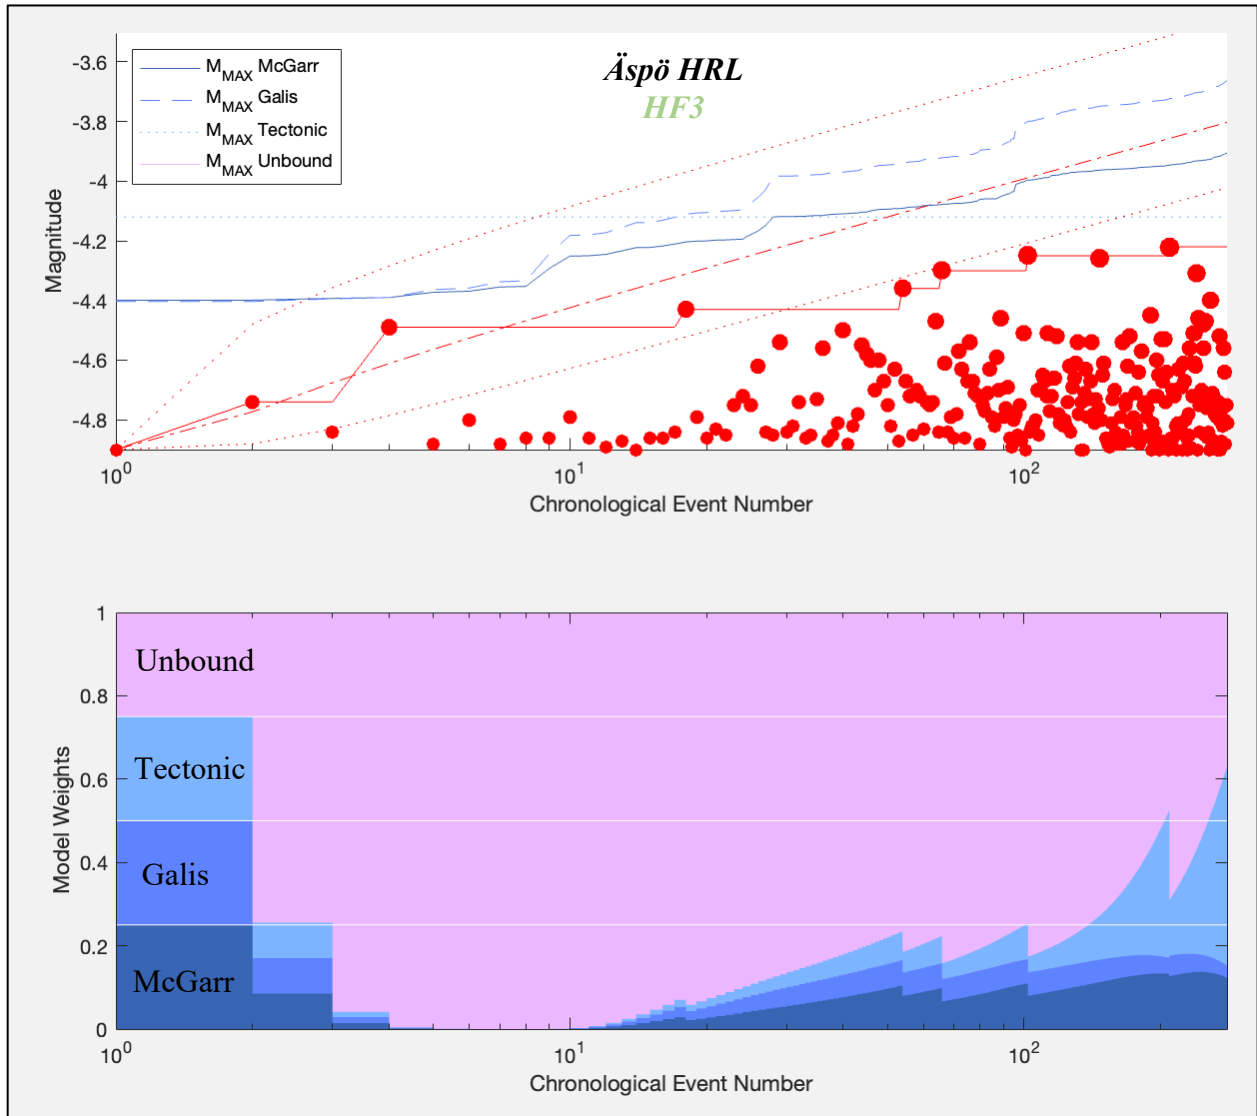 Äspö HRL
HF3
M_MAX McGarr
M_MAX Galis
M_MAX Tectonic
M_MAX Unbound
Magnitude
-3.6
-3.8
-4
-4.2
-4.4
-4.6
-4.8
10^0
10^1
10^2
Chronological Event Number
Model Weights
1
0.8
0.6
0.4
0.2
0
Unbound
Tectonic
Galis
McGarr
10^0
10^1
10^2
Chronological Event Number